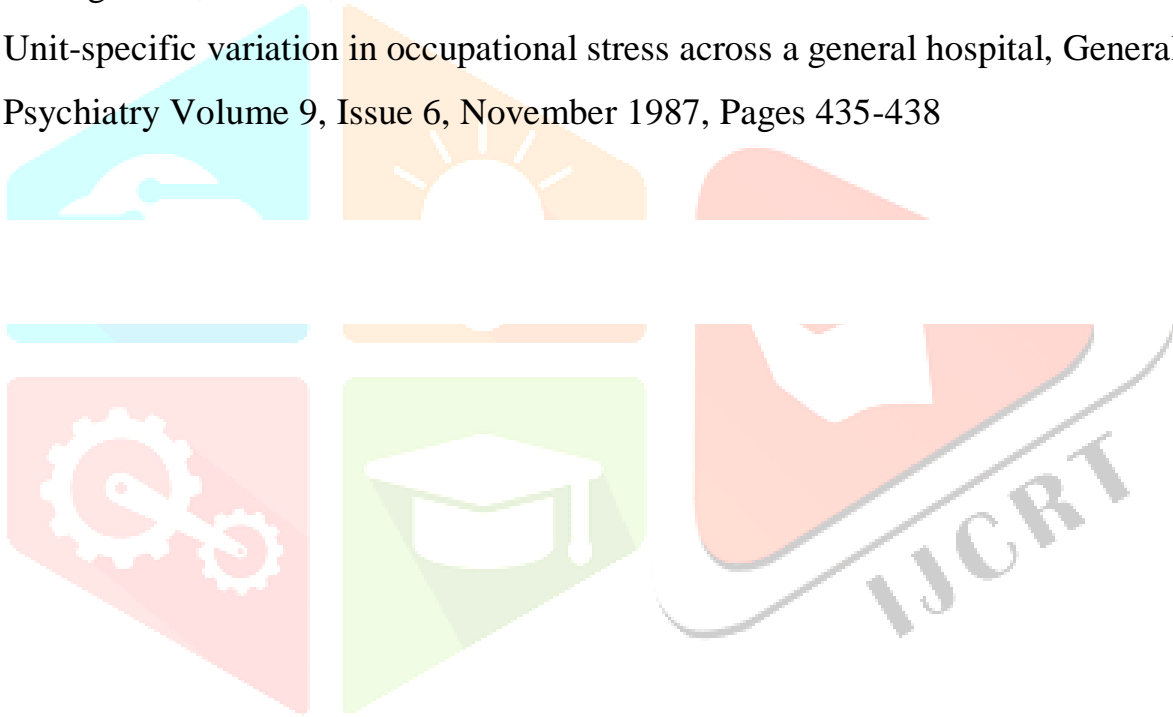 Unit-specific variation in occupational stress across a general hospital, General
Psychiatry Volume 9, Issue 6, November 1987, Pages 435-438
IJCRT